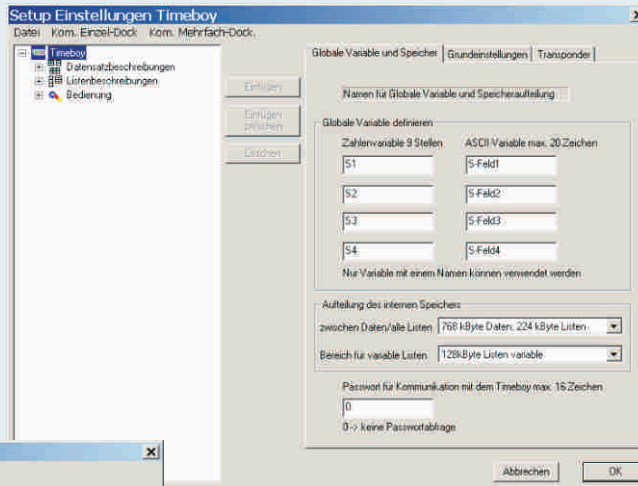 Setup Einstellungen Timeboy
Datei Kom. Einzel-Dock Kom. Mehrfach-Dock.
Timeboy
Datensatzbeschreibungen
Listenbeschreibungen
Bedienung
Einfügen
Einfügen zwischen
Löschen
Globale Variable und Speicher Grundeinstellungen Transponder
Namen für Globale Variable und Speicheraufteilung
Globale Variable definieren
Zahlenvariable 9 Stellen ASCII-Variable max. 20 Zeichen
S1 S-Feld1
S2 S-Feld2
S3 S-Feld3
S4 S-Feld4
Nur Variable mit einem Namen können verwendet werden
Aufteilung des internen Speichers
zwischen Daten/alle Listen 768 kByte Daten; 224 kByte Listen
Bereich für variable Listen 128kByte Listen variable
Passwort für Kommunikation mit dem Timeboy max. 16 Zeichen
0
0 -> keine Passwortabfrage
Abbrechen OK